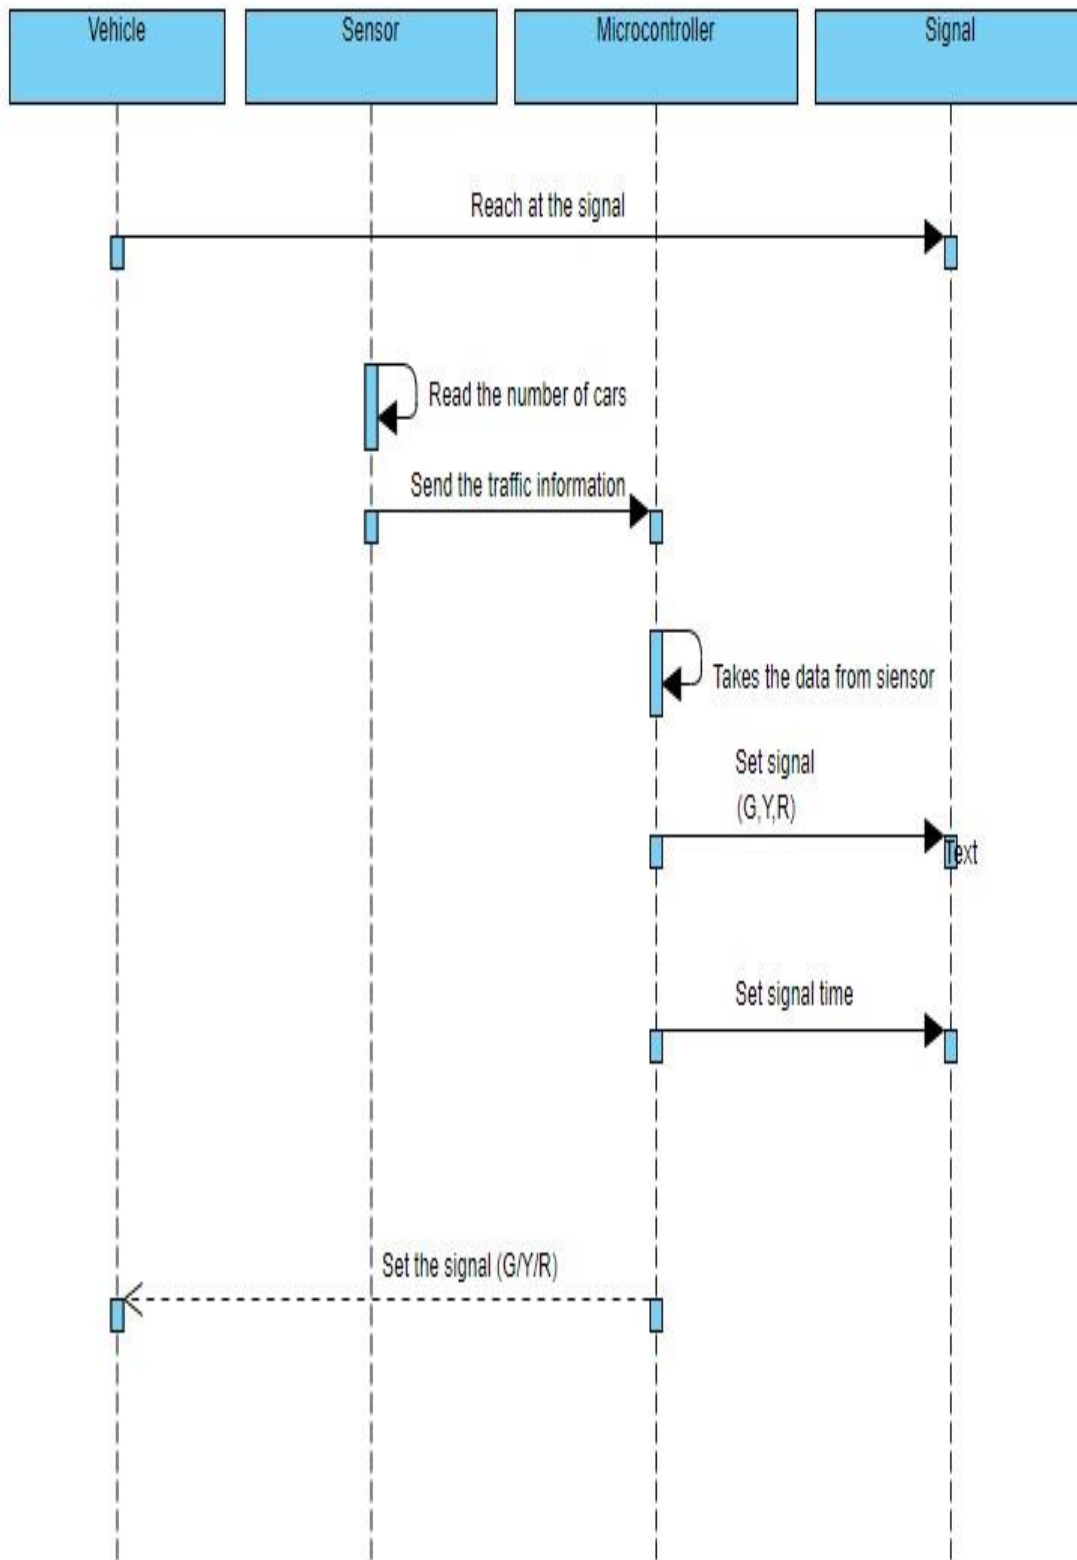 Vehicle
Sensor
Microcontroller
Signal
Reach at the signal
Read the number of cars
Send the traffic information
Takes the data from siensor
Set signal
(G,Y,R)
Text
Set signal time
Set the signal (G/Y/R)